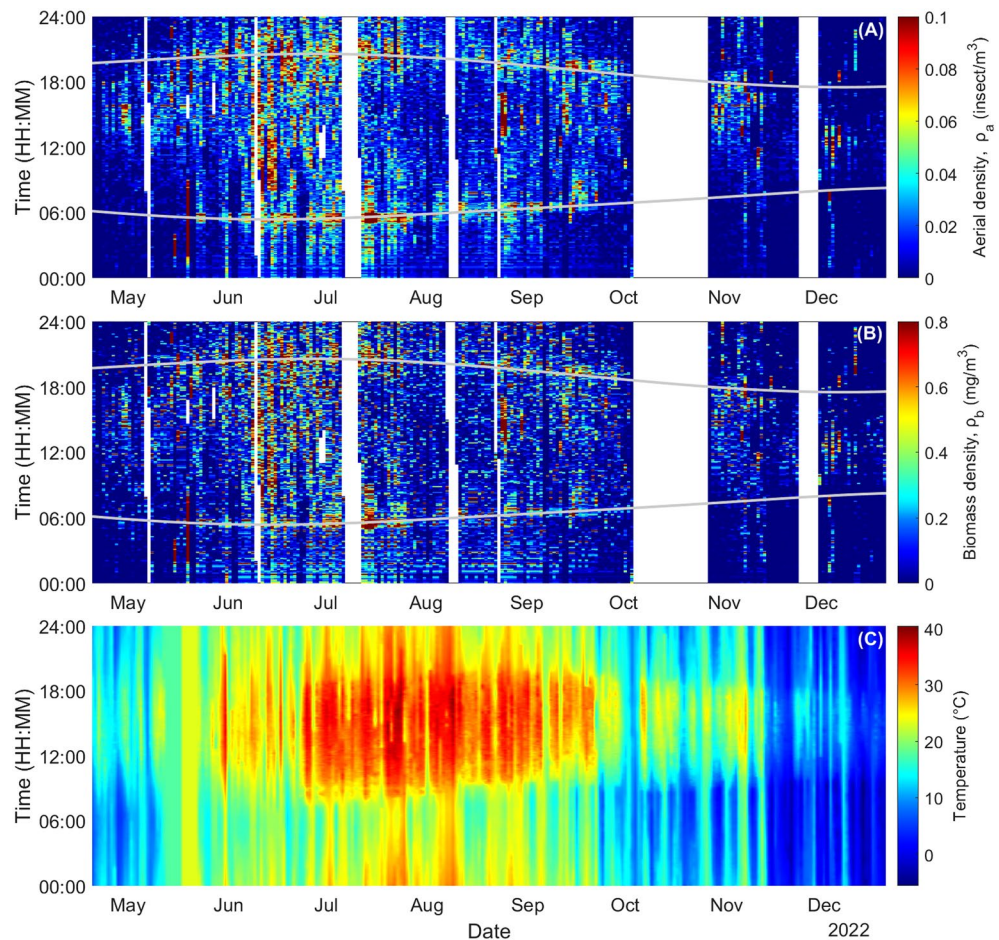 24:00
18:00
12:00
06:00
00:00
Time (HH:MM)
(A)
0.1
0.08
0.06
0.04
0.02
0
Aerial density, ρa (insect/m³)
May Jun Jul Aug Sep Oct Nov Dec
24:00
18:00
12:00
06:00
00:00
Time (HH:MM)
(B)
0.8
0.6
0.4
0.2
0
Biomass density, ρb (mg/m³)
May Jun Jul Aug Sep Oct Nov Dec
24:00
18:00
12:00
06:00
00:00
Time (HH:MM)
(C)
40
30
20
10
0
Temperature (°C)
May Jun Jul Aug Sep Oct Nov Dec
Date
2022